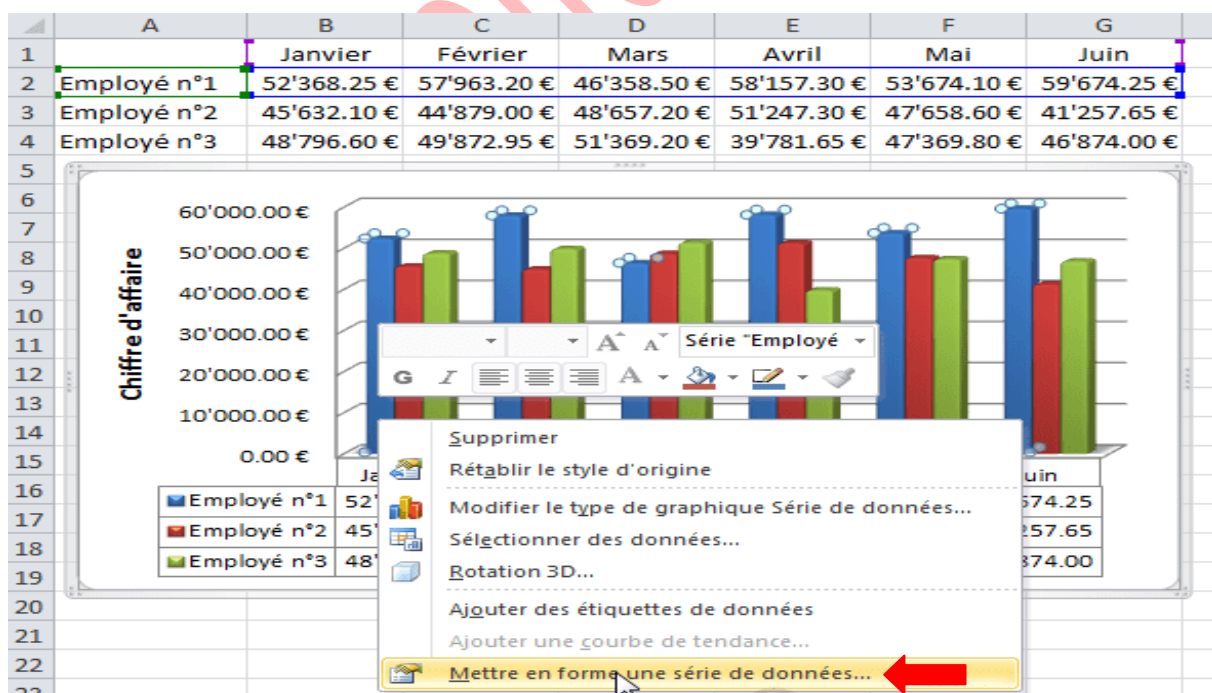 A B C D E F G
1 Janvier Février Mars Avril Mai Juin
2 Employé n°1 52'368.25 € 57'963.20 € 46'358.50 € 58'157.30 € 53'674.10 € 59'674.25 €
3 Employé n°2 45'632.10 € 44'879.00 € 48'657.20 € 51'247.30 € 47'658.60 € 41'257.65 €
4 Employé n°3 48'796.60 € 49'872.95 € 51'369.20 € 39'781.65 € 47'369.80 € 46'874.00 €
5
6
7
8
9
10
11
12
13
14
15
16
17
18
19
20
21
22
23
Chiffre d'affaire
60'000.00 €
50'000.00 €
40'000.00 €
30'000.00 €
20'000.00 €
10'000.00 €
0.00 €
Série "Employé
G I A
Ja uin
Employé n°1 52' 574.25
Employé n°2 45' 257.65
Employé n°3 48' 874.00
Supprimer
Rétablir le style d'origine
Modifier le type de graphique Série de données...
Sélectionner des données...
Rotation 3D...
Ajouter des étiquettes de données
Ajouter une courbe de tendance...
Mettre en forme une série de données...